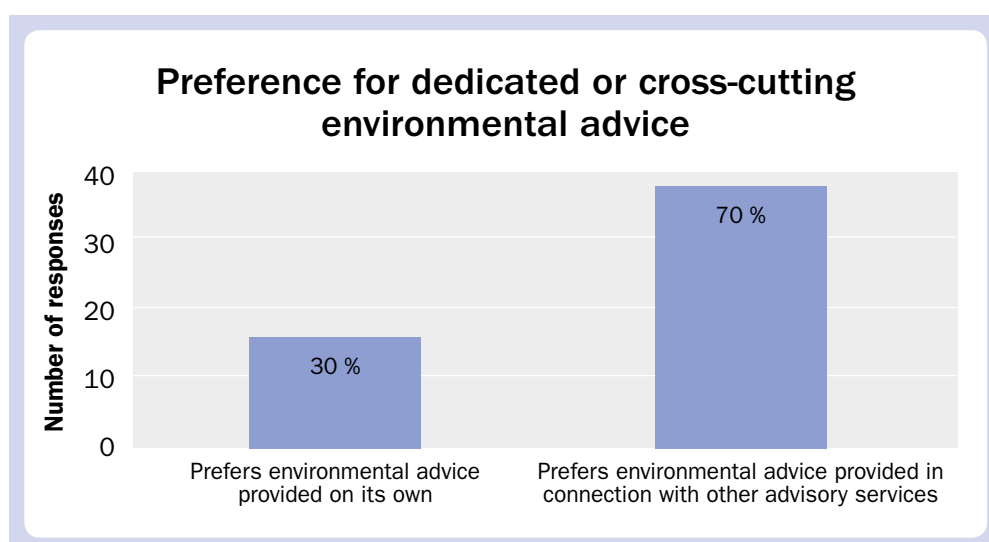 Preference for dedicated or cross-cutting
environmental advice
Number of responses
40
30
20
10
0
30 %
70 %
Prefers environmental advice
provided on its own
Prefers environmental advice provided in
connection with other advisory services